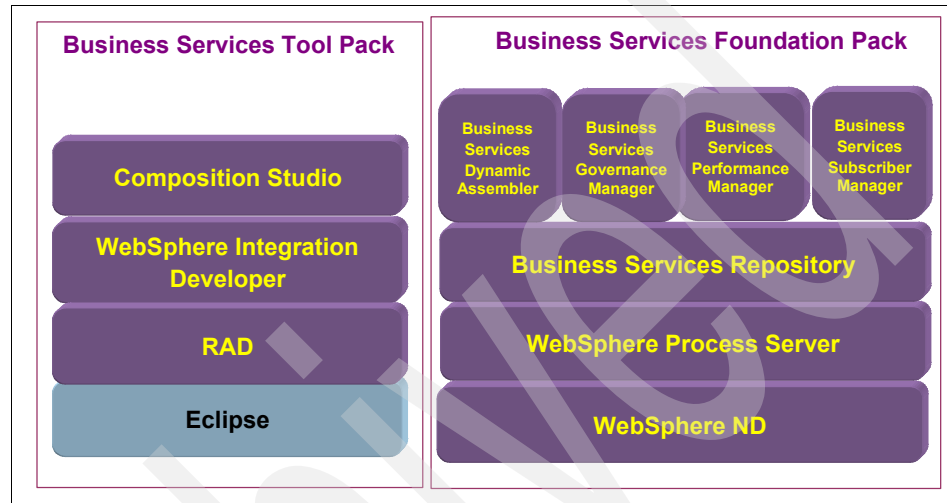 Business Services Tool Pack
Composition Studio
WebSphere Integration
Developer
RAD
Eclipse
Business Services Foundation Pack
Business
Services
Dynamic
Assembler
Business
Services
Governance
Manager
Business
Services
Performance
Manager
Business
Services
Subscriber
Manager
Business Services Repository
WebSphere Process Server
WebSphere ND